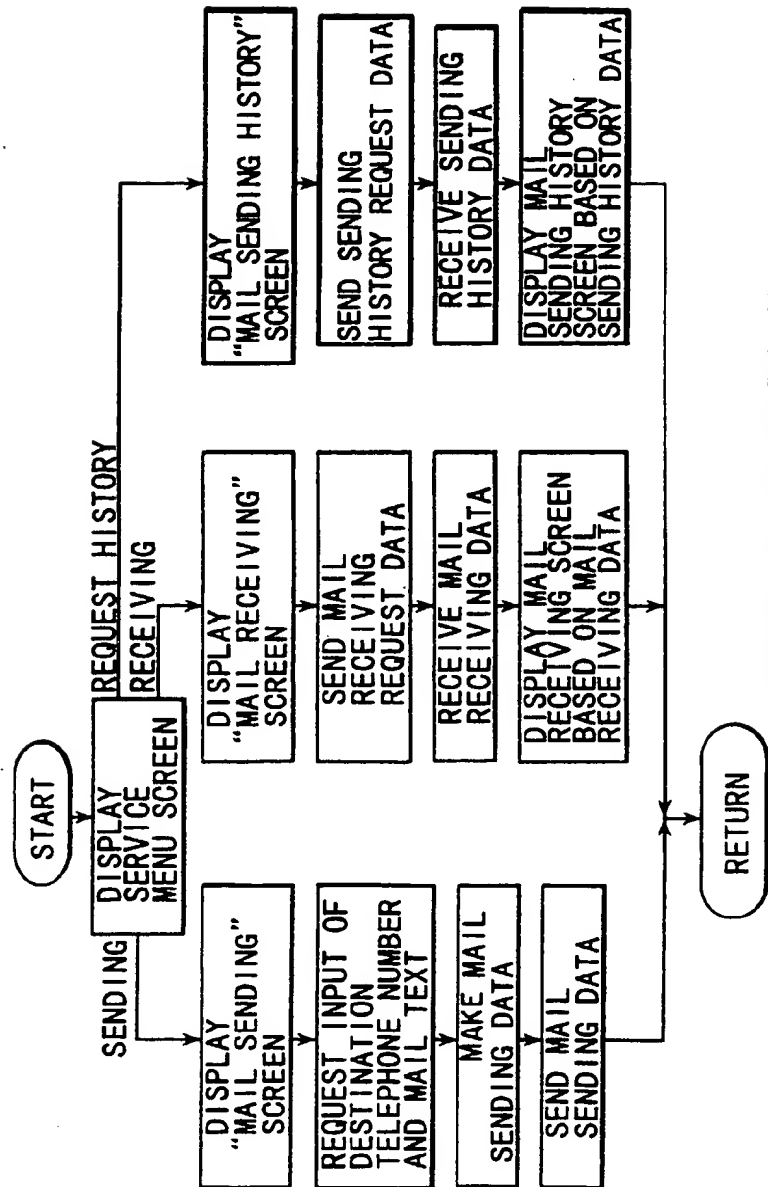 START
DISPLAY
SERVICE
MENU SCREEN
SENDING
REQUEST HISTORY
RECEIVING
DISPLAY
“MAIL SENDING”
SCREEN
REQUEST INPUT OF
DESTINATION
TELEPHONE NUMBER
AND MAIL TEXT
MAKE MAIL
SENDING DATA
SEND MAIL
SENDING DATA
DISPLAY
“MAIL RECEIVING”
SCREEN
SEND MAIL
RECEIVING
REQUEST DATA
RECEIVE MAIL
RECEIVING DATA
DISPLAY MAIL
RECEIVING SCREEN
BASED ON MAIL
RECEIVING DATA
DISPLAY
“MAIL SENDING HISTORY”
SCREEN
SEND SENDING
HISTORY REQUEST DATA
RECEIVE SENDING
HISTORY DATA
DISPLAY MAIL
SENDING HISTORY
SCREEN BASED ON
SENDING HISTORY DATA
RETURN